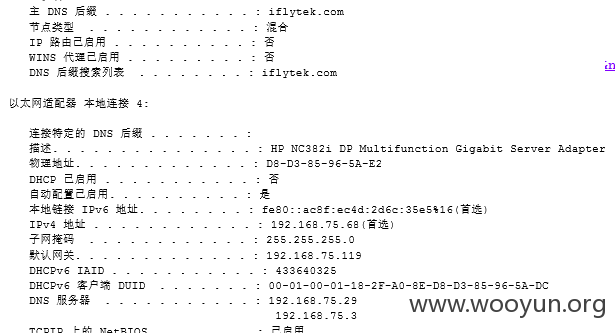 主 DNS 后缀 . . . . . . . . . . . . : iflytek.com
节点类型 . . . . . . . . . . . . : 混合
IP 路由已启用 . . . . . . . . . . : 否
WINS 代理已启用 . . . . . . . . . : 否
DNS 后缀搜索列表 . . . . . . . . : iflytek.com
以太网适配器 本地连接 4:
连接特定的 DNS 后缀 . . . . . . . :
描述. . . . . . . . . . . . . . . : HP NC382i DP Multifunction Gigabit Server Adapter
物理地址. . . . . . . . . . . . . : D8-D3-85-96-5A-E2
DHCP 已启用 . . . . . . . . . . . : 否
自动配置已启用. . . . . . . . . . : 是
本地链接 IPv6 地址. . . . . . . . : fe80::ac8f:ec4d:2d6c:35e5%16(首选)
IPv4 地址 . . . . . . . . . . . . : 192.168.75.68(首选)
子网掩码 . . . . . . . . . . . . : 255.255.255.0
默认网关. . . . . . . . . . . . . : 192.168.75.119
DHCPv6 IAID . . . . . . . . . . . : 433640325
DHCPv6 客户端 DUID . . . . . . . : 00-01-00-01-18-2F-A0-8E-D8-D3-85-96-5A-DC
DNS 服务器 . . . . . . . . . . . : 192.168.75.29
192.168.75.3
TCPIP 上的 NetBIOS . . . . . . . : 已启用
www.wooyun.org